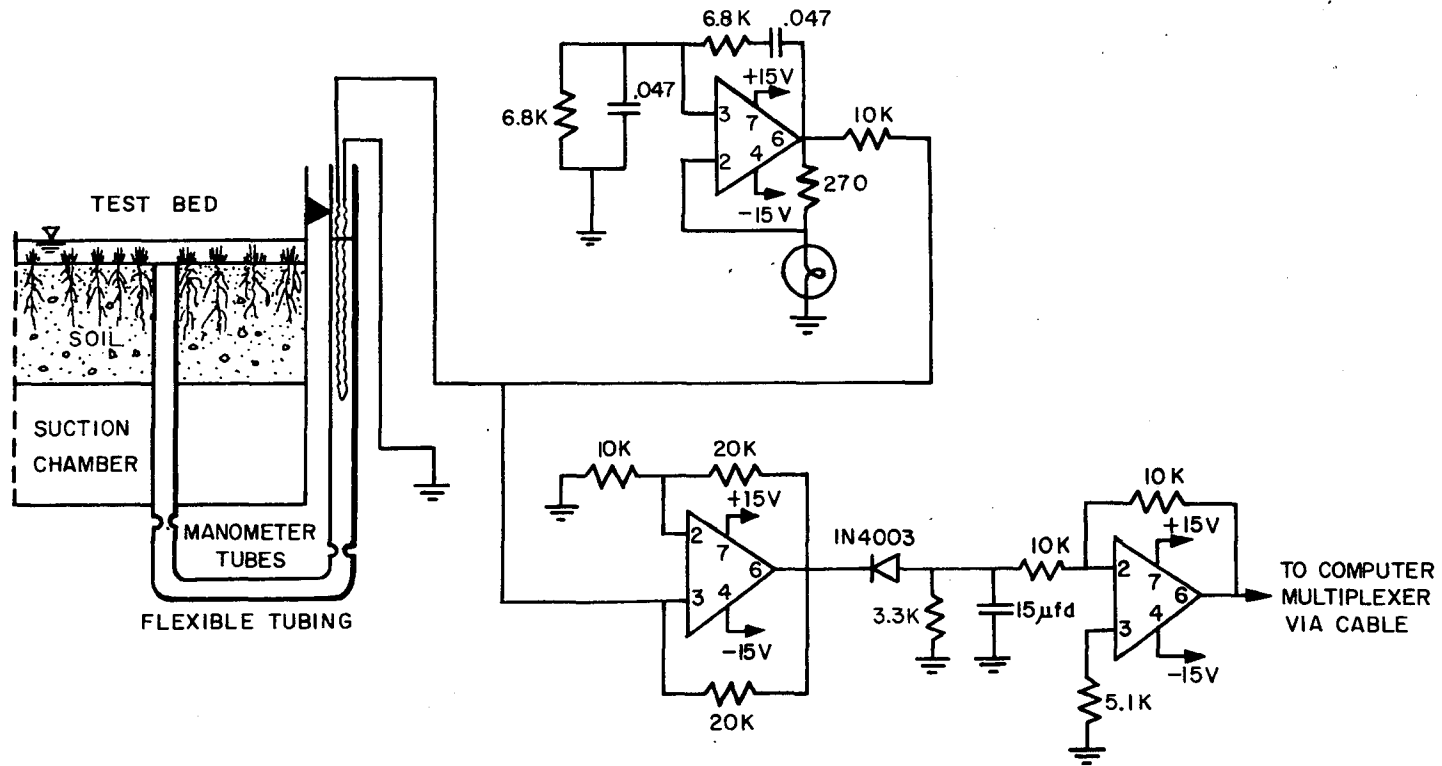 6.8K
.047
6.8K
.047
+15V
3
7
6
2
4
-15V
10K
270
TEST BED
SOIL
SUCTION
CHAMBER
MANOMETER
TUBES
FLEXIBLE TUBING
10K
20K
+15V
2
7
6
3
4
-15V
20K
IN4003
3.3K
15µfd
10K
10K
+15V
2
7
6
3
4
-15V
5.1K
TO COMPUTER
MULTIPLEXER
VIA CABLE